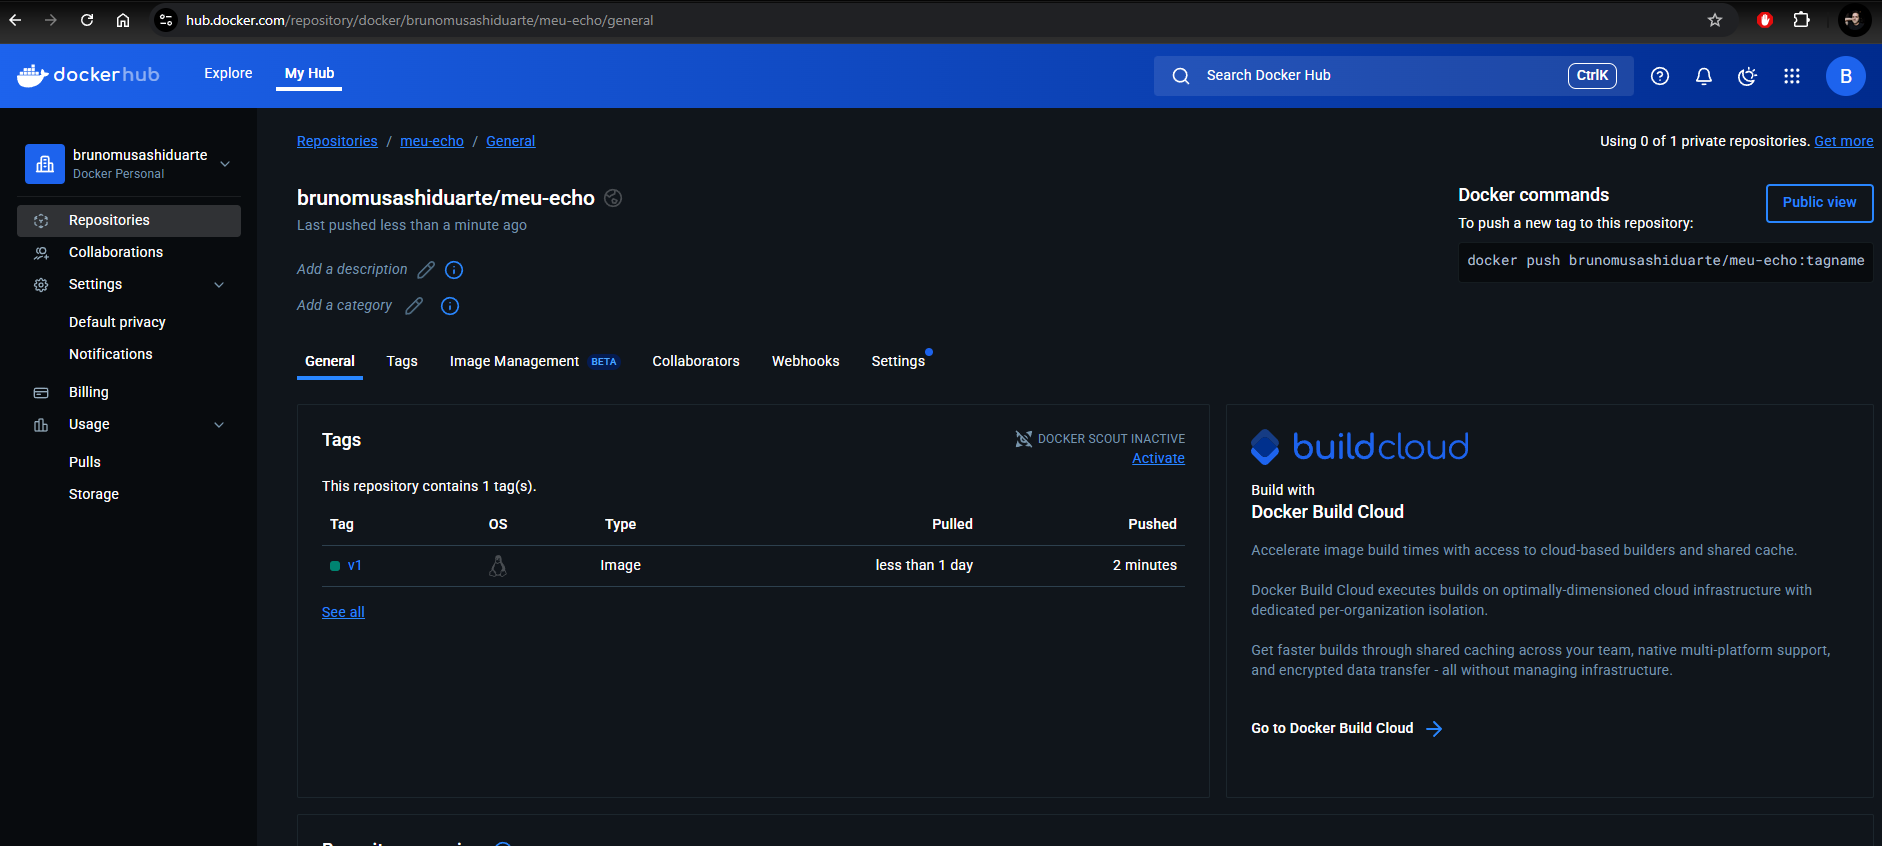 hub.docker.com/repository/docker/brunomusashiduarte/meu-echo/general
dockerhub
Explore
My Hub
Search Docker Hub
CtrlK
B
brunomusashiduarte
Docker Personal
Repositories
Collaborations
Settings
Default privacy
Notifications
Billing
Usage
Pulls
Storage
Repositories / meu-echo / General
Using 0 of 1 private repositories. Get more
brunomusashiduarte/meu-echo
Last pushed less than a minute ago
Add a description
Add a category
Docker commands
Public view
To push a new tag to this repository:
docker push brunomusashiduarte/meu-echo:tagname
General
Tags
Image Management BETA
Collaborators
Webhooks
Settings
Tags
DOCKER SCOUT INACTIVE
Activate
This repository contains 1 tag(s).
Tag OS Type Pulled Pushed
v1 Image less than 1 day 2 minutes
See all
buildcloud
Build with
Docker Build Cloud
Accelerate image build times with access to cloud-based builders and shared cache.
Docker Build Cloud executes builds on optimally-dimensioned cloud infrastructure with
dedicated per-organization isolation.
Get faster builds through shared caching across your team, native multi-platform support,
and encrypted data transfer - all without managing infrastructure.
Go to Docker Build Cloud